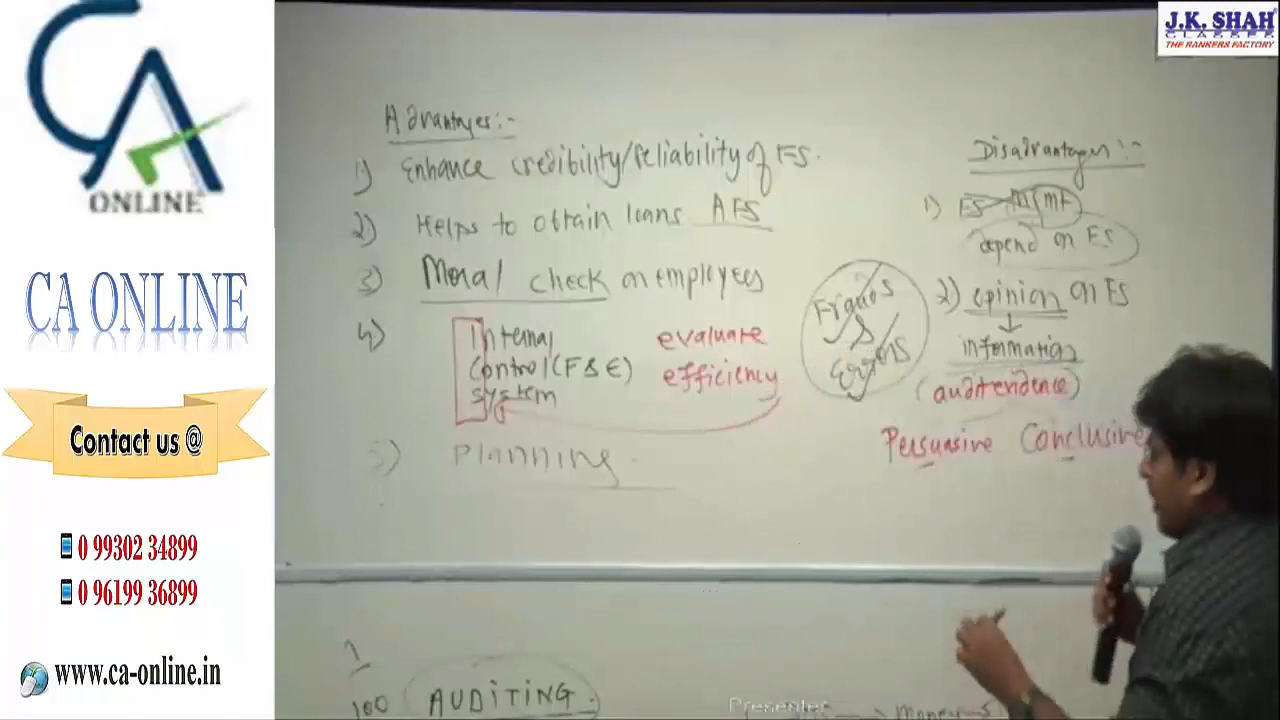 CA
ONLINE
CA ONLINE
Contact us @
0 99302 34899
0 96199 36899
www.ca-online.in
J.K. SHAH
CLASSES
THE RANKERS FACTORY
Advantages:-
1) Enhance credibility/reliability of FS.
2) Helps to obtain loans AFS
3) Moral check on employees
4) Internal evaluate
Control (F & E) efficiency
system
5) Planning
Frauds
&
Errors
Disadvantages:-
1) FS
depend on FS
2) opinion on FS
information
(audit evidence)
Persuasive Conclusive
1
100 AUDITING
Presenter